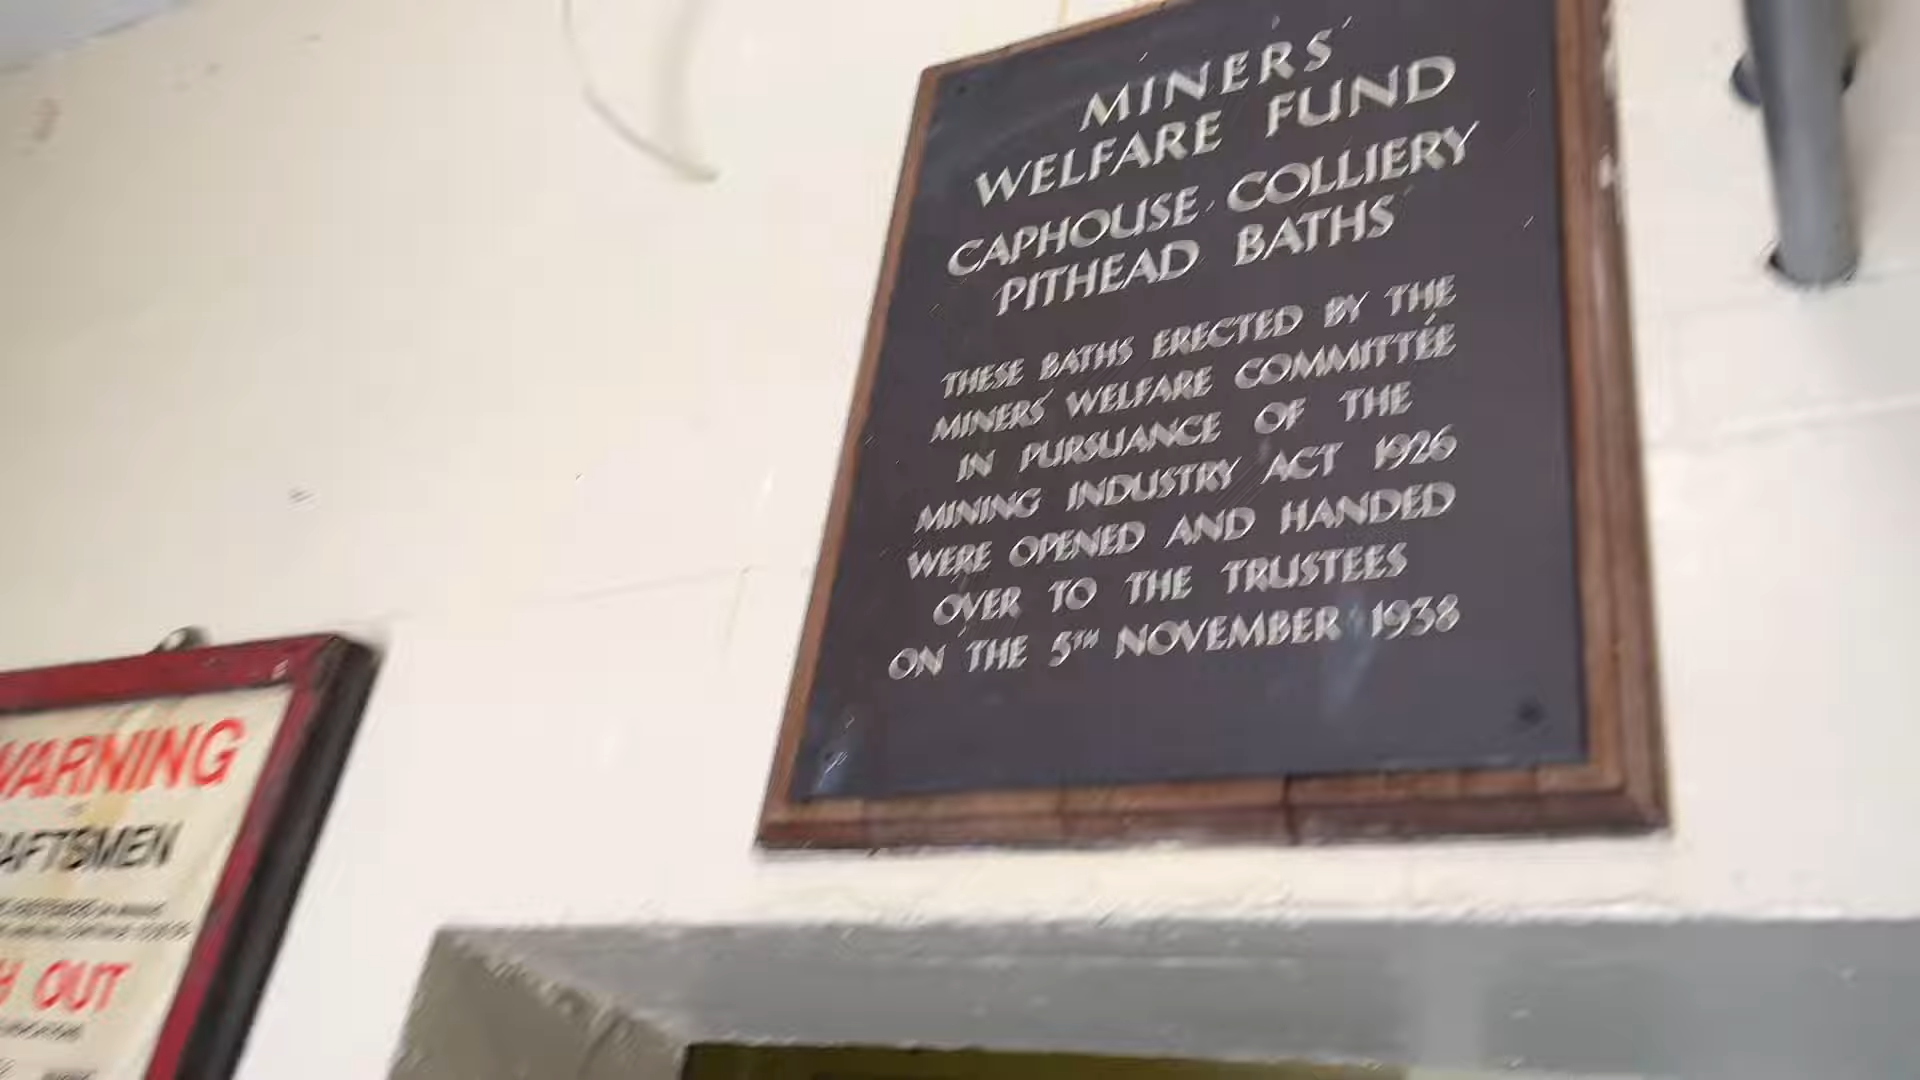 MINERS'
WELFARE FUND
CAPHOUSE COLLIERY
PITHEAD BATHS
THESE BATHS ERECTED BY THE
MINERS' WELFARE COMMITTEE
IN PURSUANCE OF THE
MINING INDUSTRY ACT 1926
WERE OPENED AND HANDED
OVER TO THE TRUSTEES
ON THE 5TH NOVEMBER 1938
WARNING
OUT